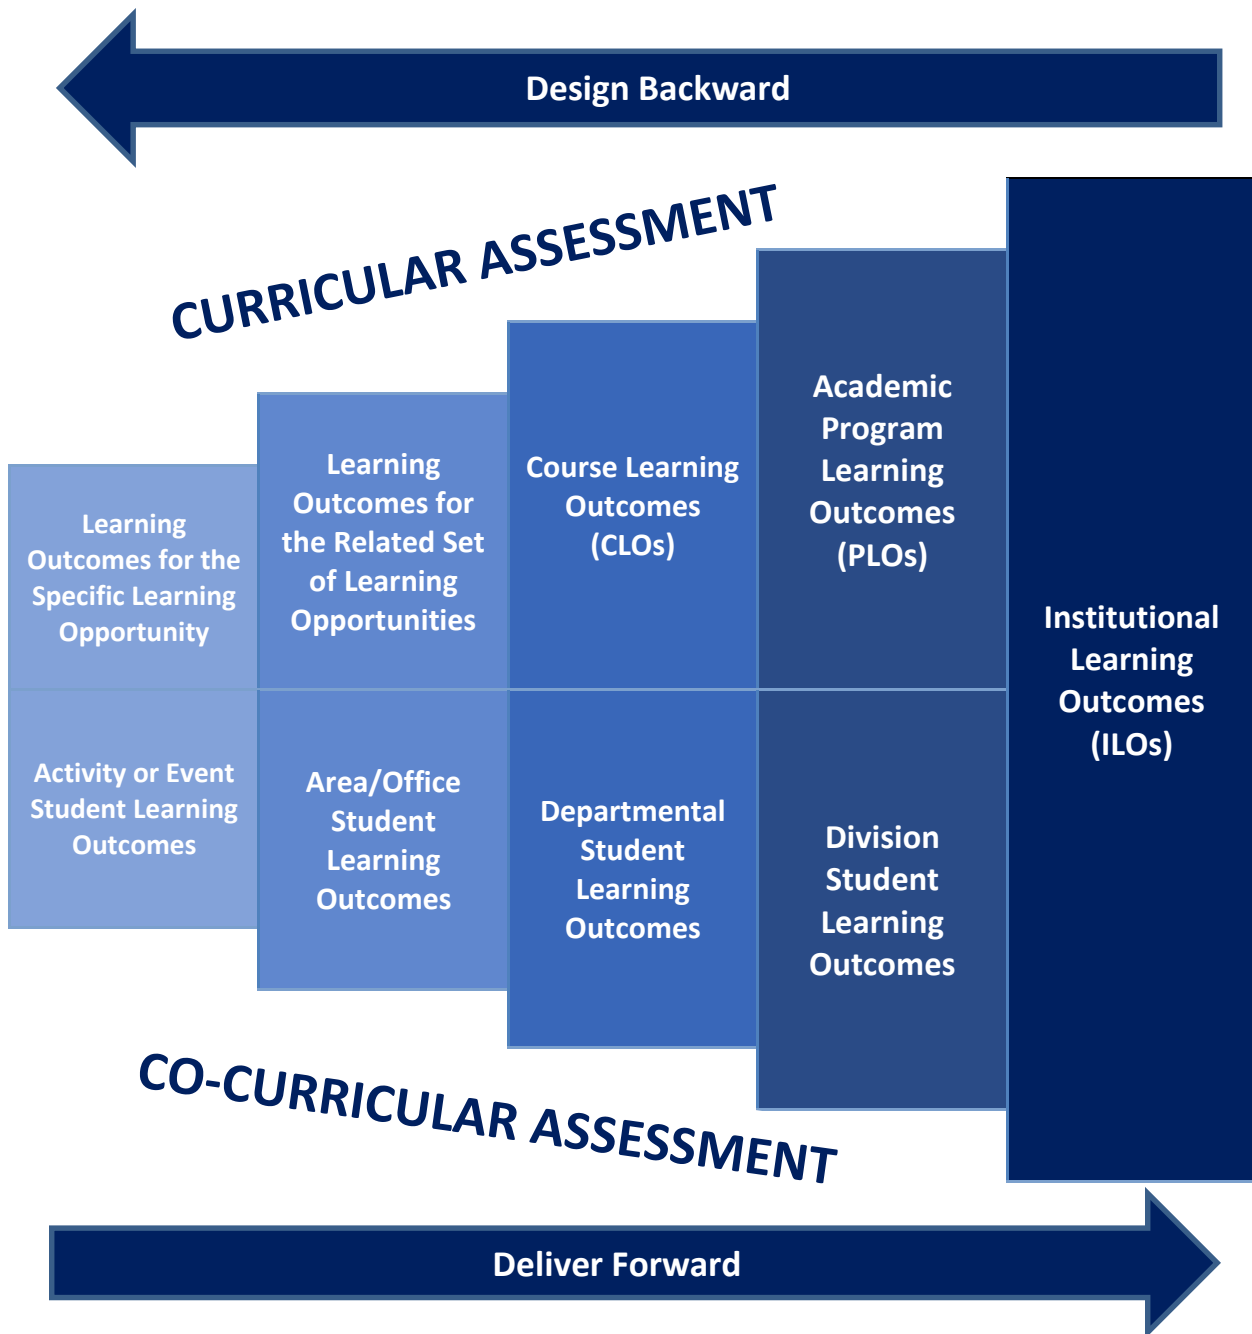 Design Backward
CURRICULAR ASSESSMENT
Learning
Outcomes for the
Specific Learning
Opportunity
Learning
Outcomes for
the Related Set
of Learning
Opportunities
Course Learning
Outcomes
(CLOs)
Academic
Program
Learning
Outcomes
(PLOs)
Institutional
Learning
Outcomes
(ILOs)
Activity or Event
Student Learning
Outcomes
Area/Office
Student
Learning
Outcomes
Departmental
Student
Learning
Outcomes
Division
Student
Learning
Outcomes
CO-CURRICULAR ASSESSMENT
Deliver Forward